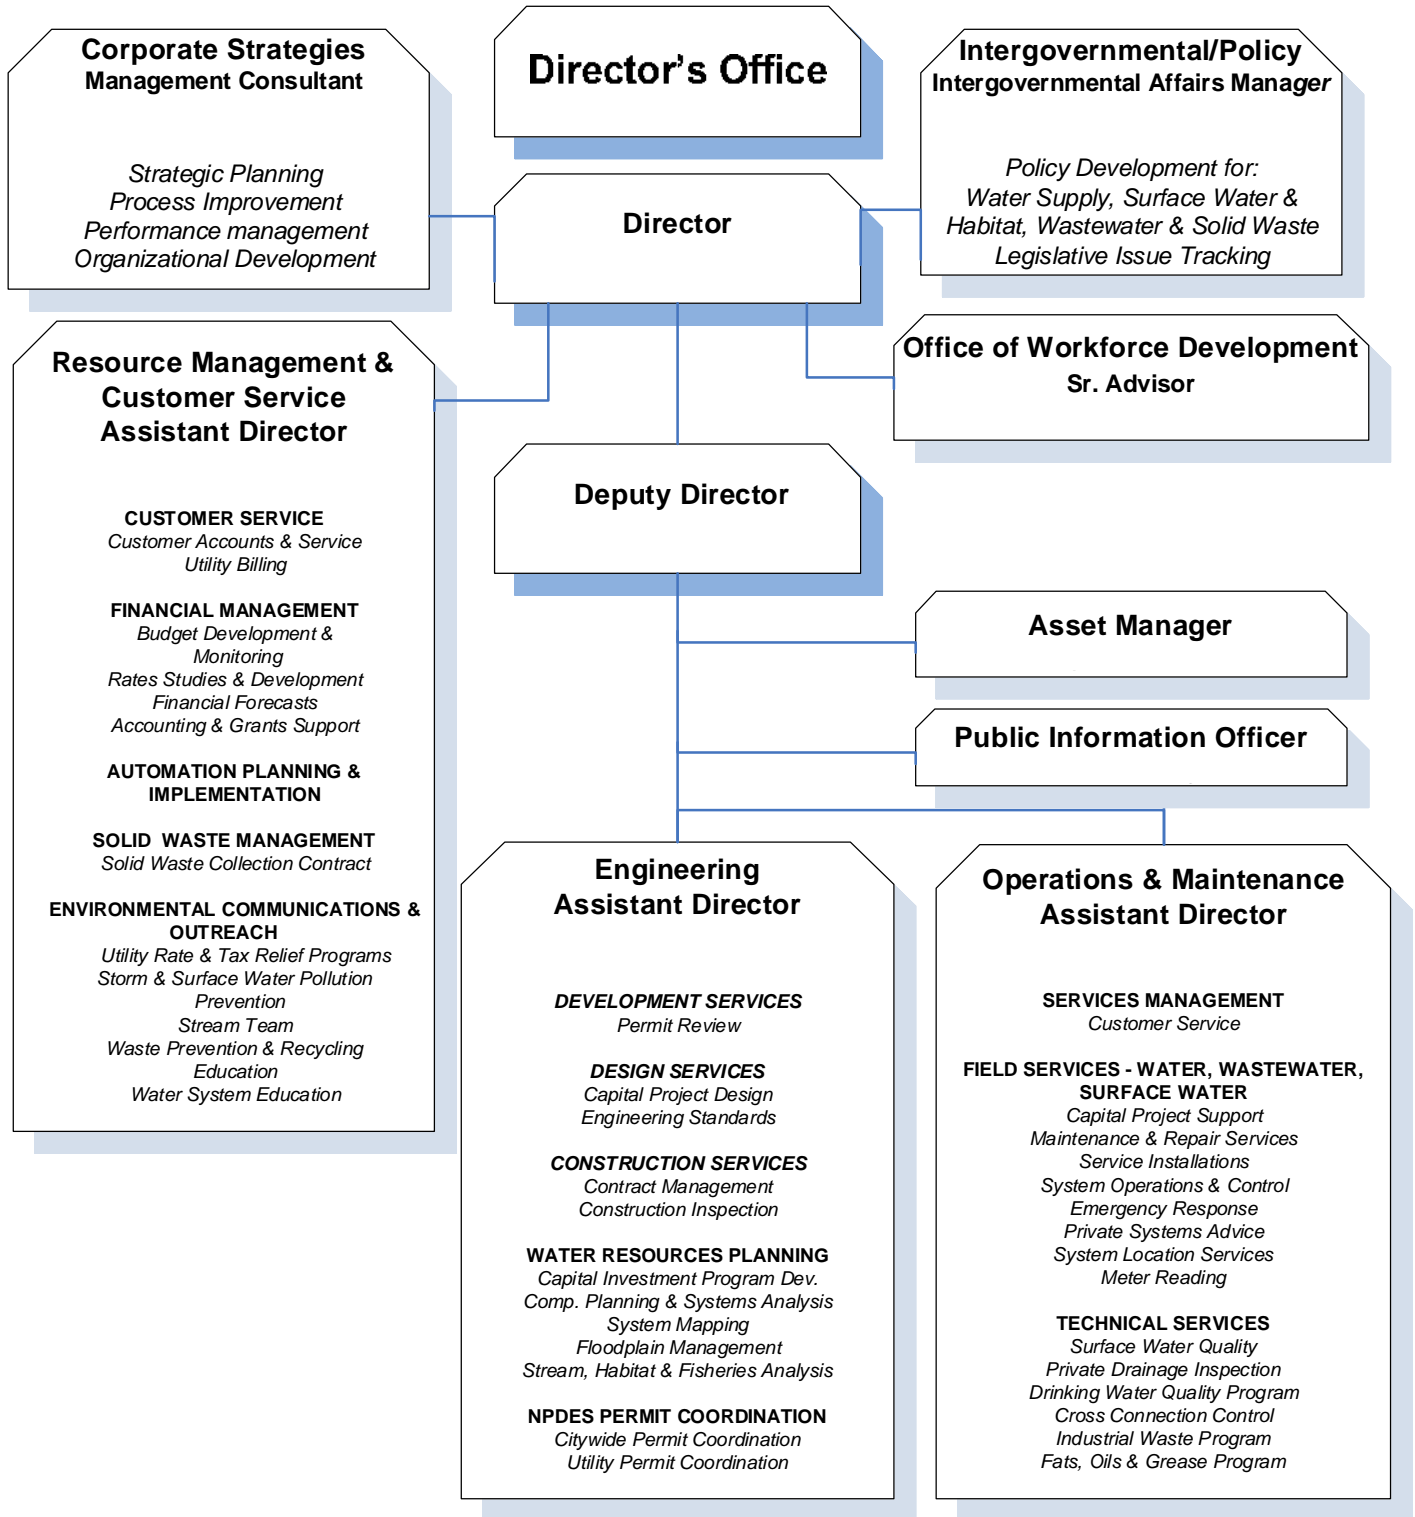 Corporate Strategies
Management Consultant
Strategic Planning
Process Improvement
Performance management
Organizational Development
Director's Office
Intergovernmental/Policy
Intergovernmental Affairs Manager
Policy Development for:
Water Supply, Surface Water &
Habitat, Wastewater & Solid Waste
Legislative Issue Tracking
Director
Office of Workforce Development
Sr. Advisor
Resource Management &
Customer Service
Assistant Director
CUSTOMER SERVICE
Customer Accounts & Service
Utility Billing
FINANCIAL MANAGEMENT
Budget Development &
Monitoring
Rates Studies & Development
Financial Forecasts
Accounting & Grants Support
AUTOMATION PLANNING &
IMPLEMENTATION
SOLID WASTE MANAGEMENT
Solid Waste Collection Contract
ENVIRONMENTAL COMMUNICATIONS &
OUTREACH
Utility Rate & Tax Relief Programs
Storm & Surface Water Pollution
Prevention
Stream Team
Waste Prevention & Recycling
Education
Water System Education
Deputy Director
Asset Manager
Public Information Officer
Engineering
Assistant Director
DEVELOPMENT SERVICES
Permit Review
DESIGN SERVICES
Capital Project Design
Engineering Standards
CONSTRUCTION SERVICES
Contract Management
Construction Inspection
WATER RESOURCES PLANNING
Capital Investment Program Dev.
Comp. Planning & Systems Analysis
System Mapping
Floodplain Management
Stream, Habitat & Fisheries Analysis
NPDES PERMIT COORDINATION
Citywide Permit Coordination
Utility Permit Coordination
Operations & Maintenance
Assistant Director
SERVICES MANAGEMENT
Customer Service
FIELD SERVICES - WATER, WASTEWATER,
SURFACE WATER
Capital Project Support
Maintenance & Repair Services
Service Installations
System Operations & Control
Emergency Response
Private Systems Advice
System Location Services
Meter Reading
TECHNICAL SERVICES
Surface Water Quality
Private Drainage Inspection
Drinking Water Quality Program
Cross Connection Control
Industrial Waste Program
Fats, Oils & Grease Program